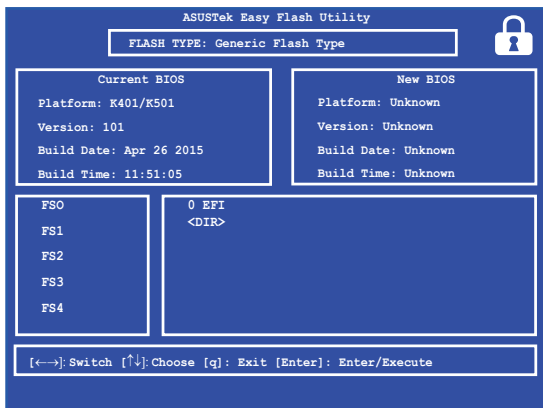 ASUSTek Easy Flash Utility
FLASH TYPE: Generic Flash Type
Current BIOS
Platform: K401/K501
Version: 101
Build Date: Apr 26 2015
Build Time: 11:51:05
New BIOS
Platform: Unknown
Version: Unknown
Build Date: Unknown
Build Time: Unknown
FSO
FS1
FS2
FS3
FS4
0 EFI
<DIR>
[←→]: Switch [↑↓]: Choose [q]: Exit [Enter]: Enter/Execute